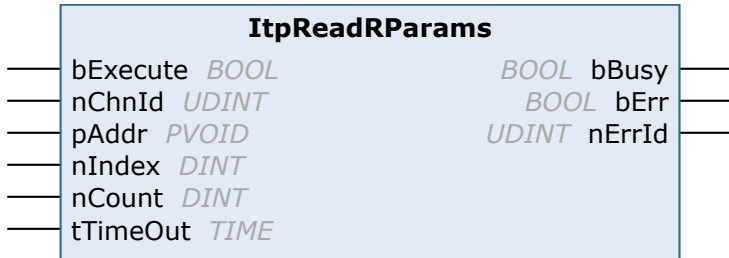 ItpReadRParams
bExecute BOOL BOOL bBusy
nChnId UDINT BOOL bErr
pAddr PVOID UDINT nErrId
nIndex DINT
nCount DINT
tTimeOut TIME